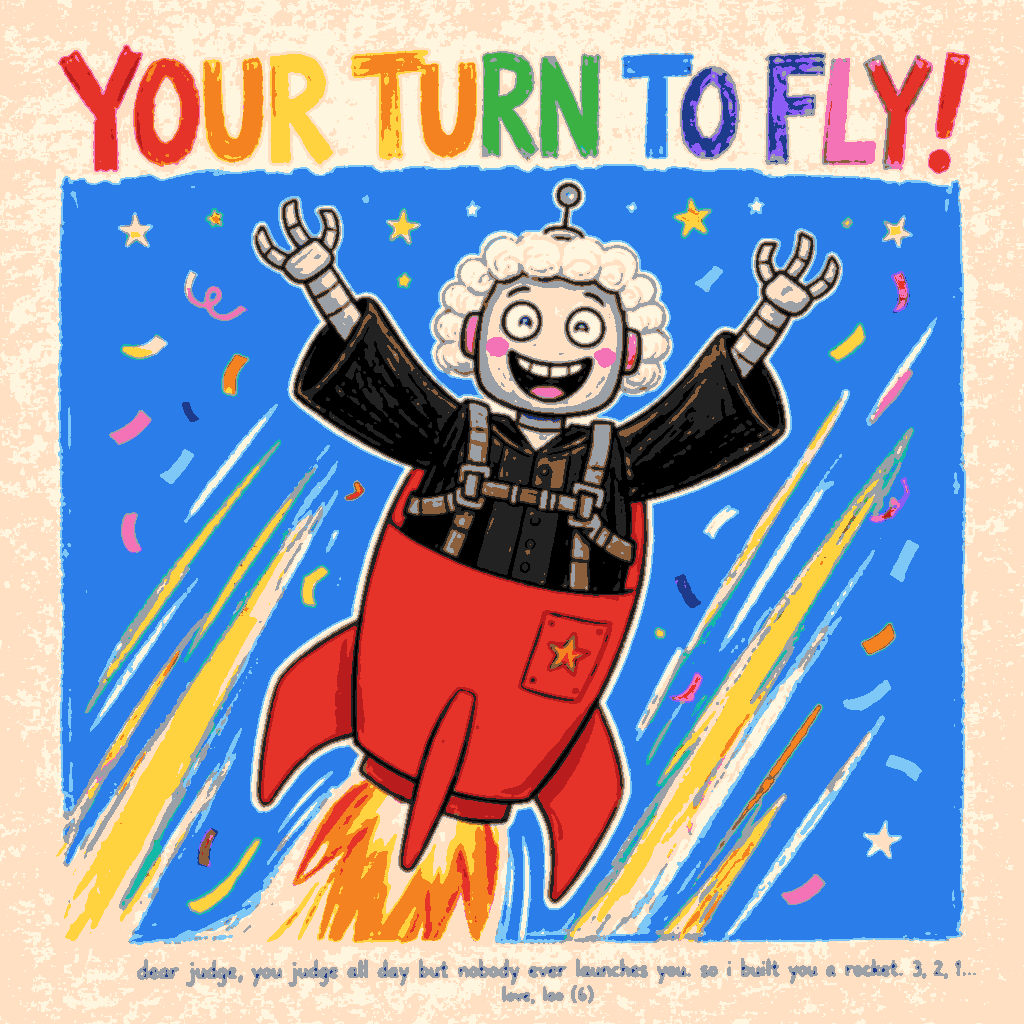 YOUR TURN TO FLY!
dear judge, you judge all day but nobody ever launches you. so i built you a rocket. 3, 2, 1...
love, leo (6)